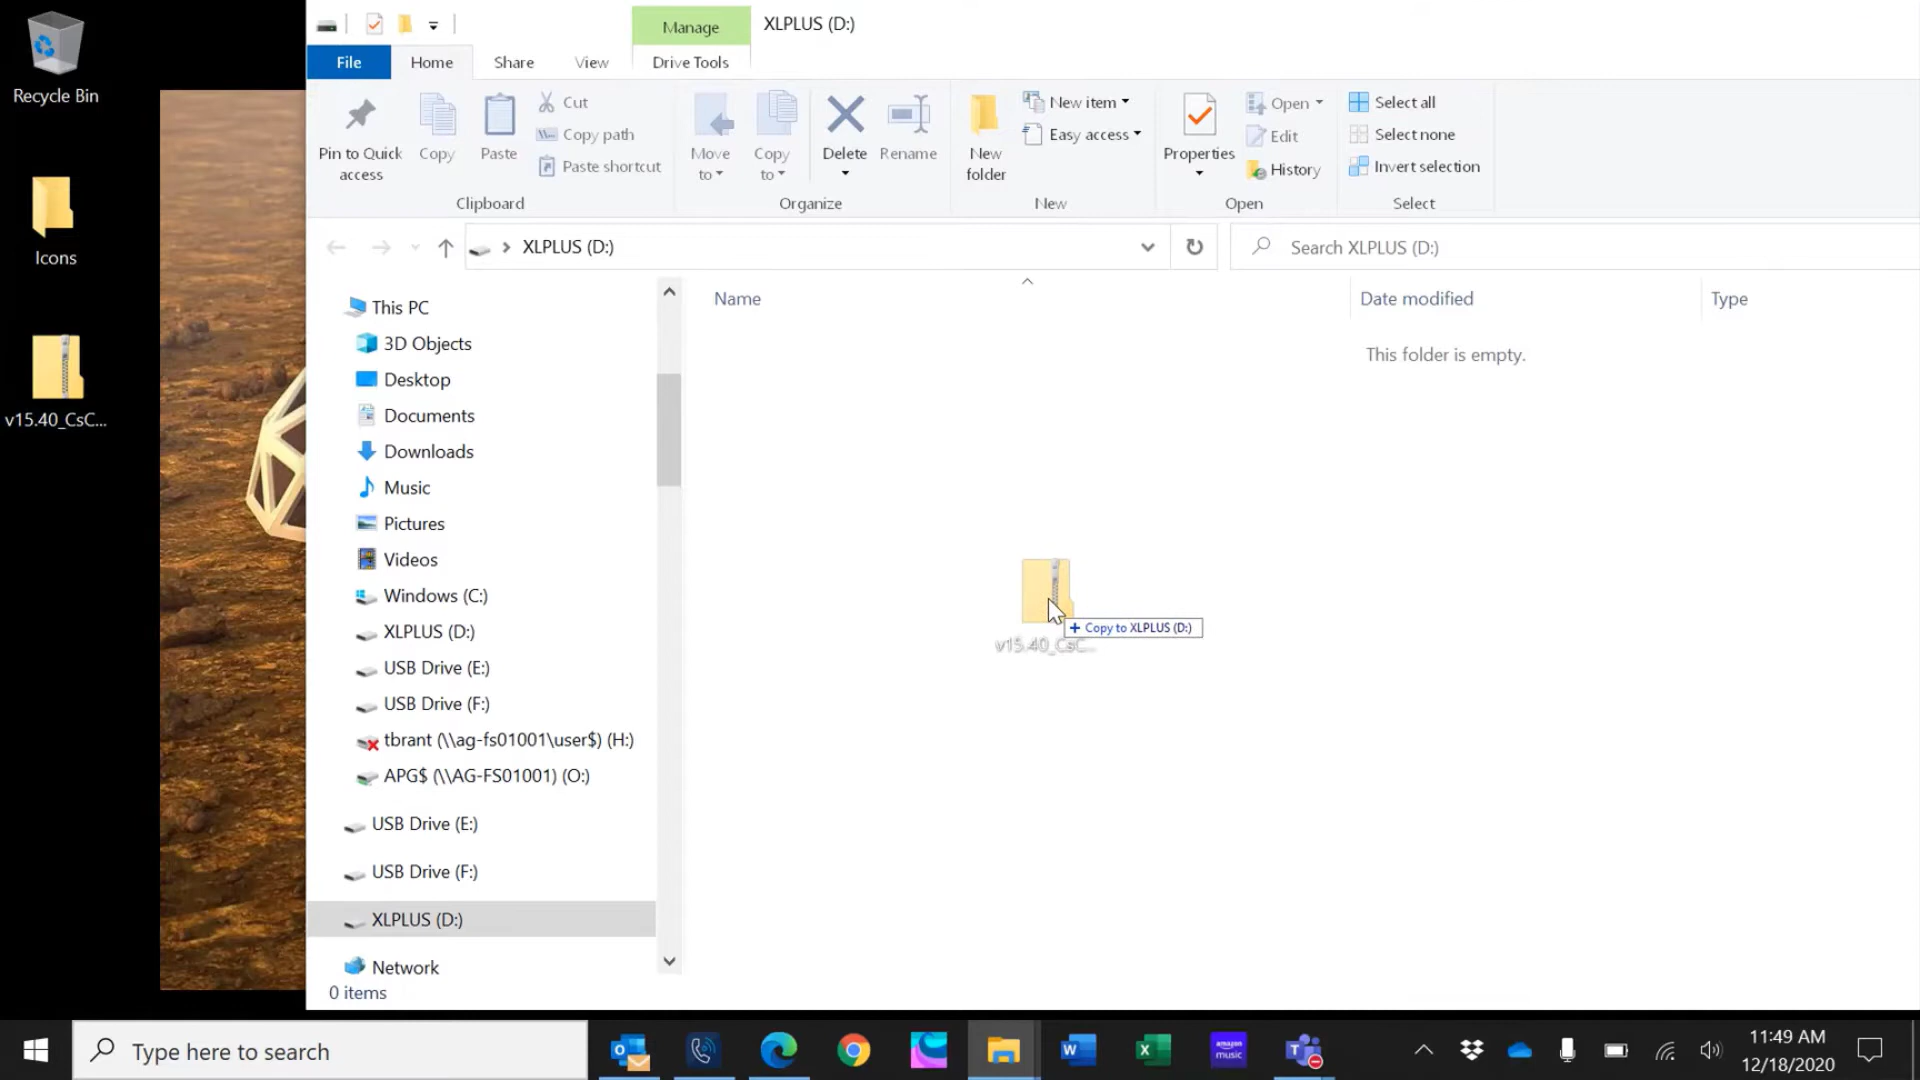 Recycle Bin
Icons
v15.40_CsC...
Manage
XLPLUS (D:)
File
Home
Share
View
Drive Tools
Pin to Quick access
Copy
Paste
Cut
Copy path
Paste shortcut
Clipboard
Move to
Copy to
Delete
Rename
Organize
New folder
New item
Easy access
New
Properties
Open
Edit
History
Open
Select all
Select none
Invert selection
Select
XLPLUS (D:)
Search XLPLUS (D:)
This PC
3D Objects
Desktop
Documents
Downloads
Music
Pictures
Videos
Windows (C:)
XLPLUS (D:)
USB Drive (E:)
USB Drive (F:)
tbrant (\\ag-fs01001\user$) (H:)
APG$ (\\AG-FS01001) (O:)
USB Drive (E:)
USB Drive (F:)
XLPLUS (D:)
Network
0 items
Name
Date modified
Type
This folder is empty.
+ Copy to XLPLUS (D:)
v15.40_CsC...
Type here to search
amazon music
11:49 AM
12/18/2020